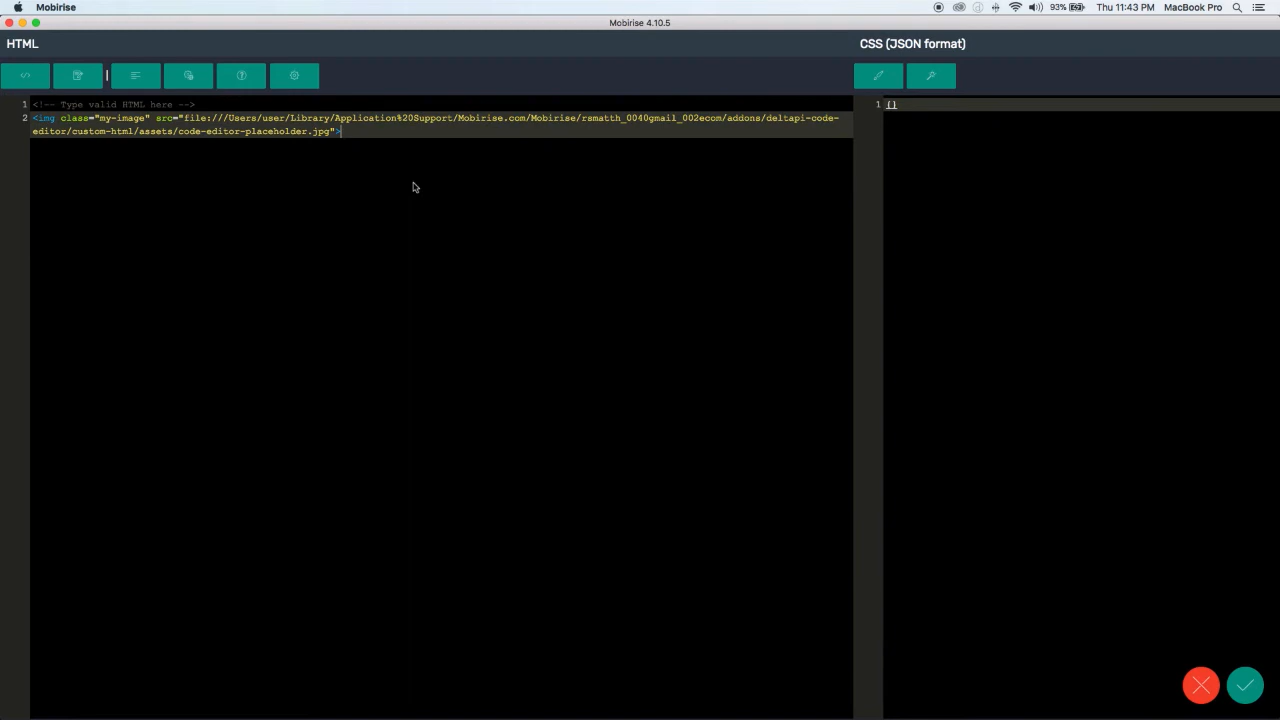 Mobirise
93%
Thu 11:43 PM
MacBook Pro
Mobirise 4.10.5
HTML
CSS (JSON format)
1
<!-- Type valid HTML here -->
2
<img class="my-image" src="file:///Users/user/Library/Application%20Support/Mobirise.com/Mobirise/rsmatth_0040gmail_002ecom/addons/deltapi-code-
editor/custom-html/assets/code-editor-placeholder.jpg">
1
{}